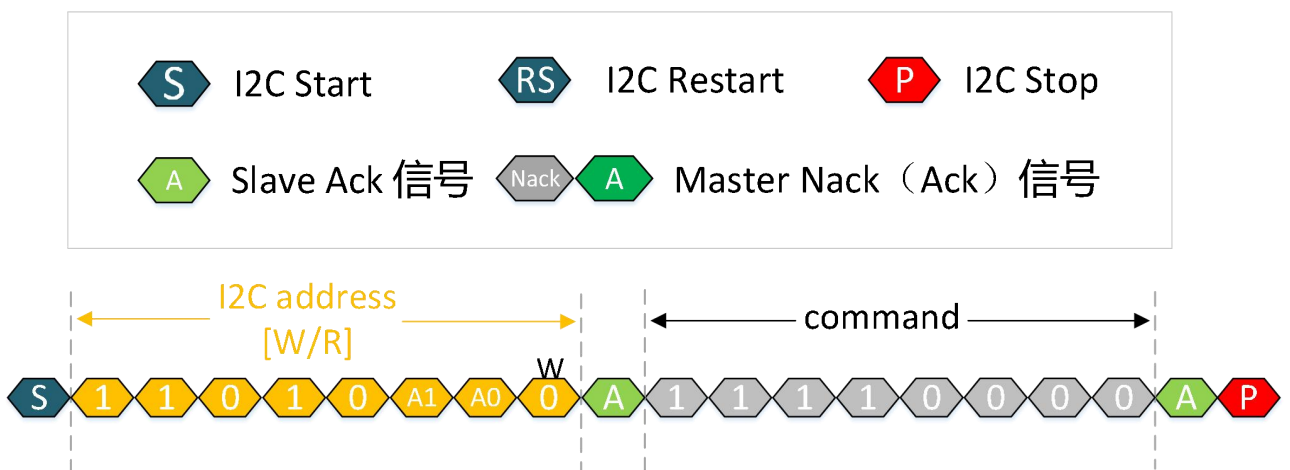 S I2C Start RS I2C Restart P I2C Stop
A Slave Ack 信号 Nack A Master Nack（Ack）信号
I2C address
[W/R]
command
W
S 1 1 0 1 0 A1 A0 0 A 1 1 1 1 0 0 0 0 A P